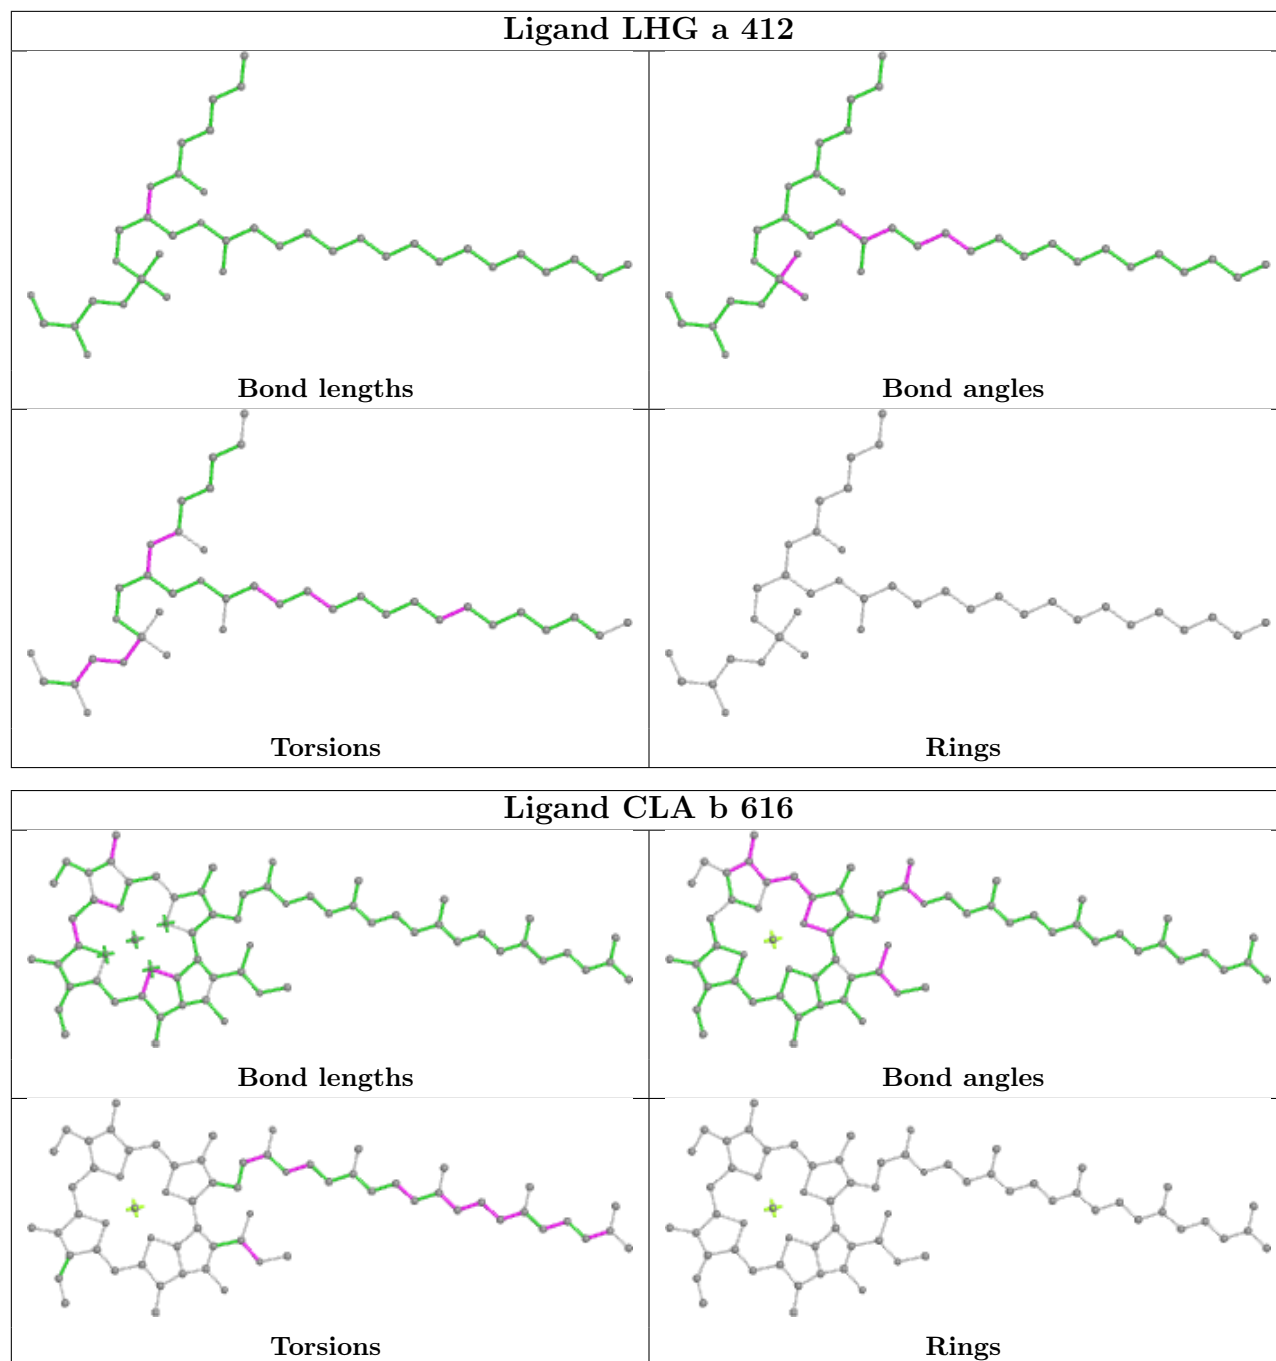 Ligand LHG a 412
Bond lengths
Bond angles
Torsions
Rings
Ligand CLA b 616
Bond lengths
Bond angles
Torsions
Rings